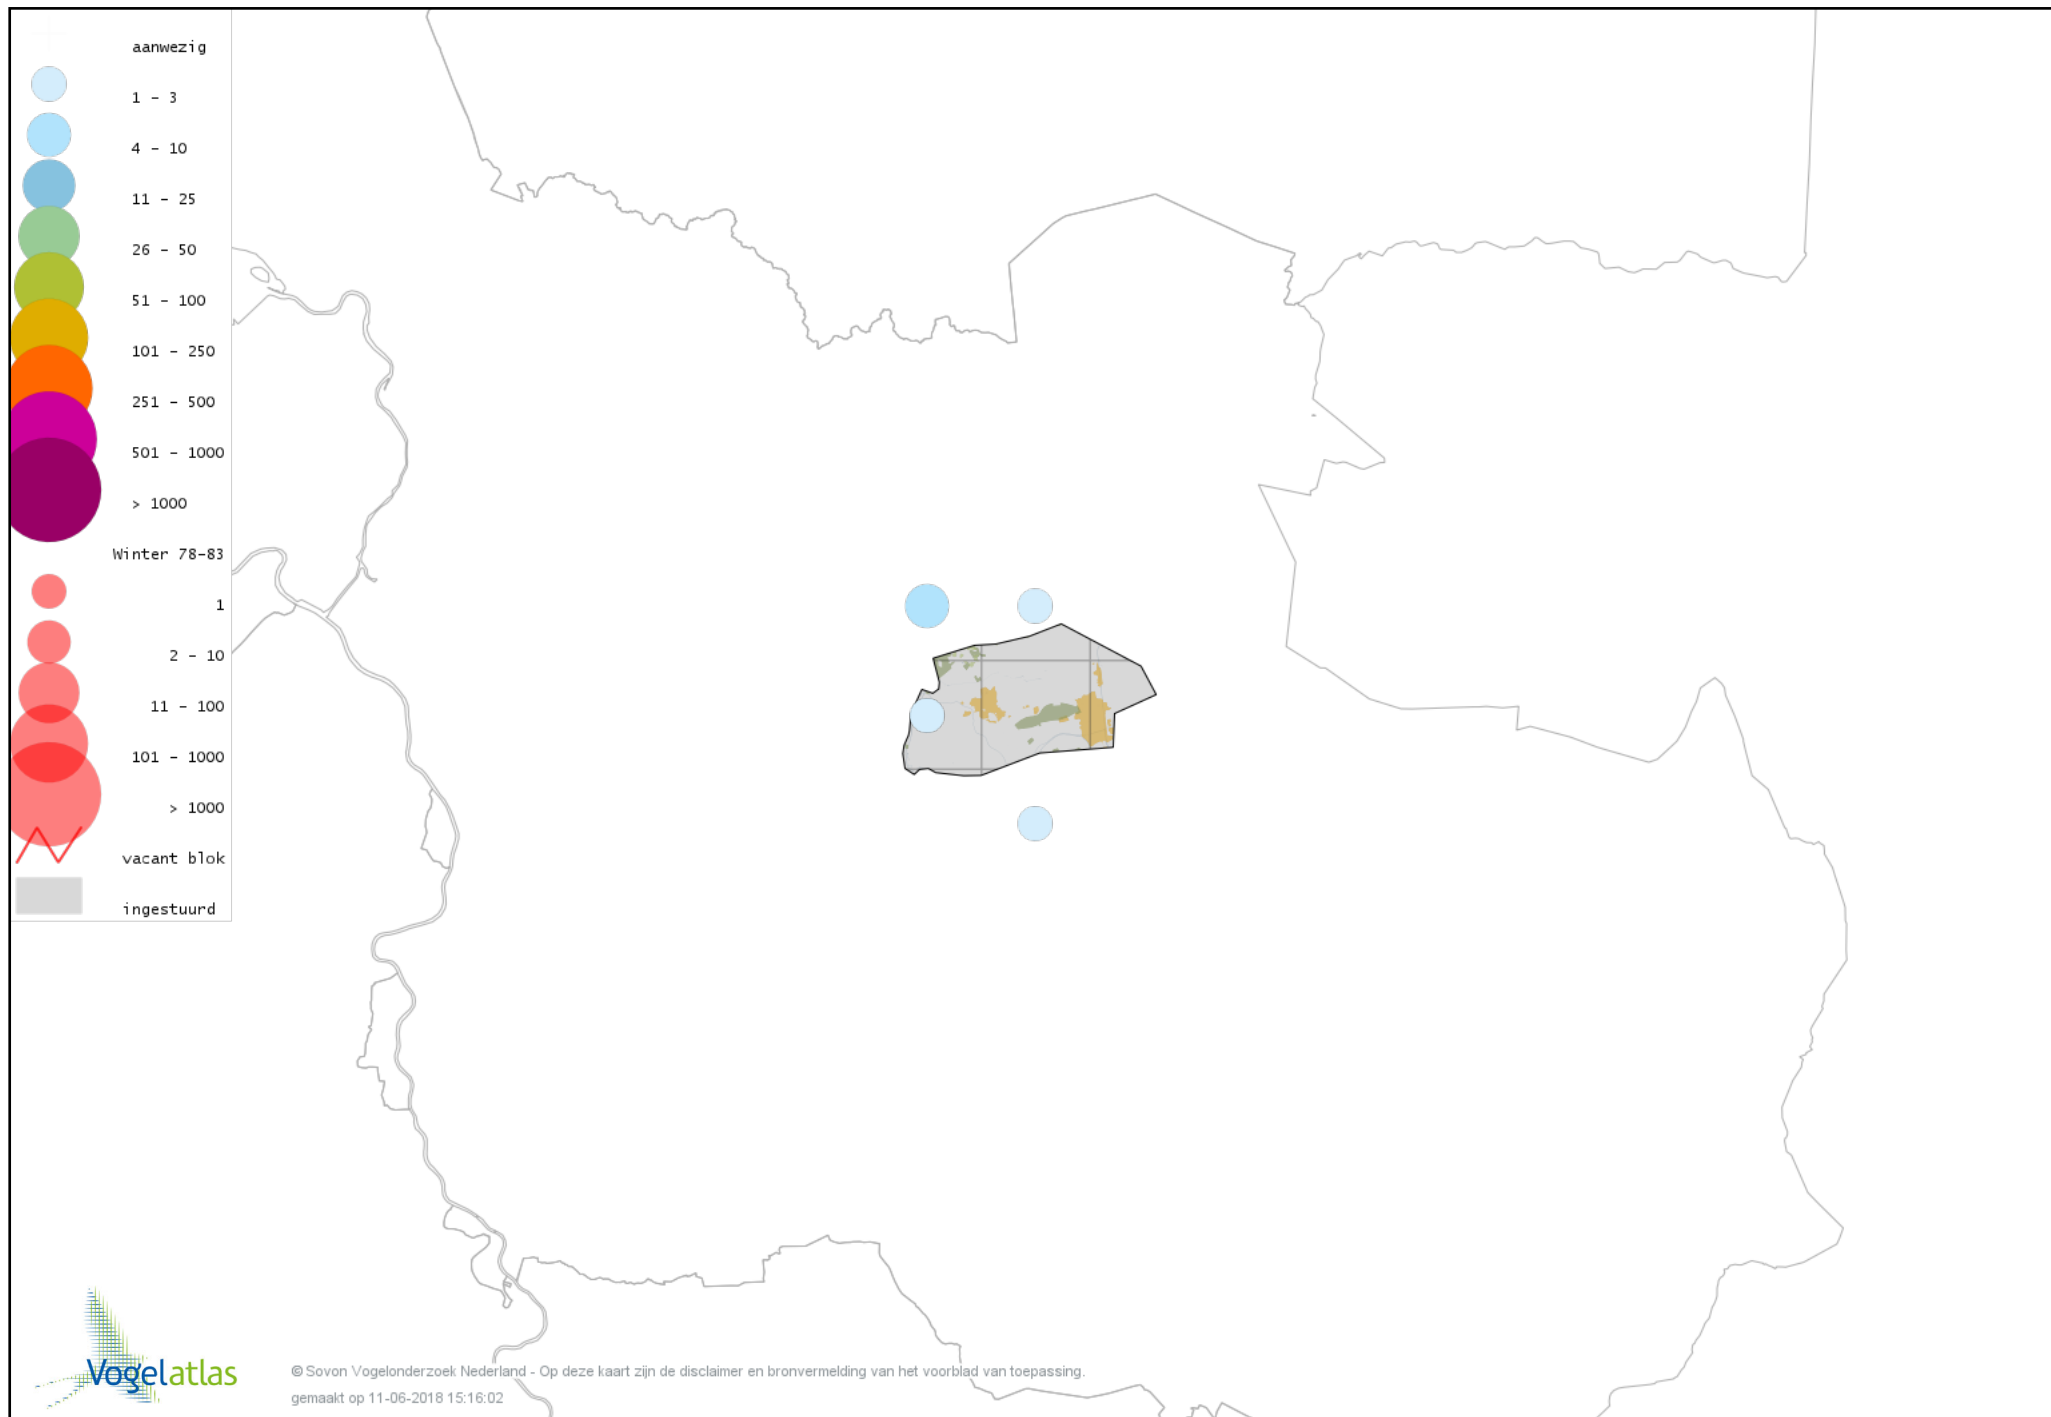 aanwezig
1 - 3
4 - 10
11 - 25
26 - 50
51 - 100
101 - 250
251 - 500
501 - 1000
> 1000
Winter 78-83
1
2 - 10
11 - 100
101 - 1000
> 1000
vacant blok
ingestuurd
Vogelatlas
© Sovon Vogelonderzoek Nederland - Op deze kaart zijn de disclaimer en bronvermelding van het voorblad van toepassing.
gemaakt op 11-06-2018 15:16:02